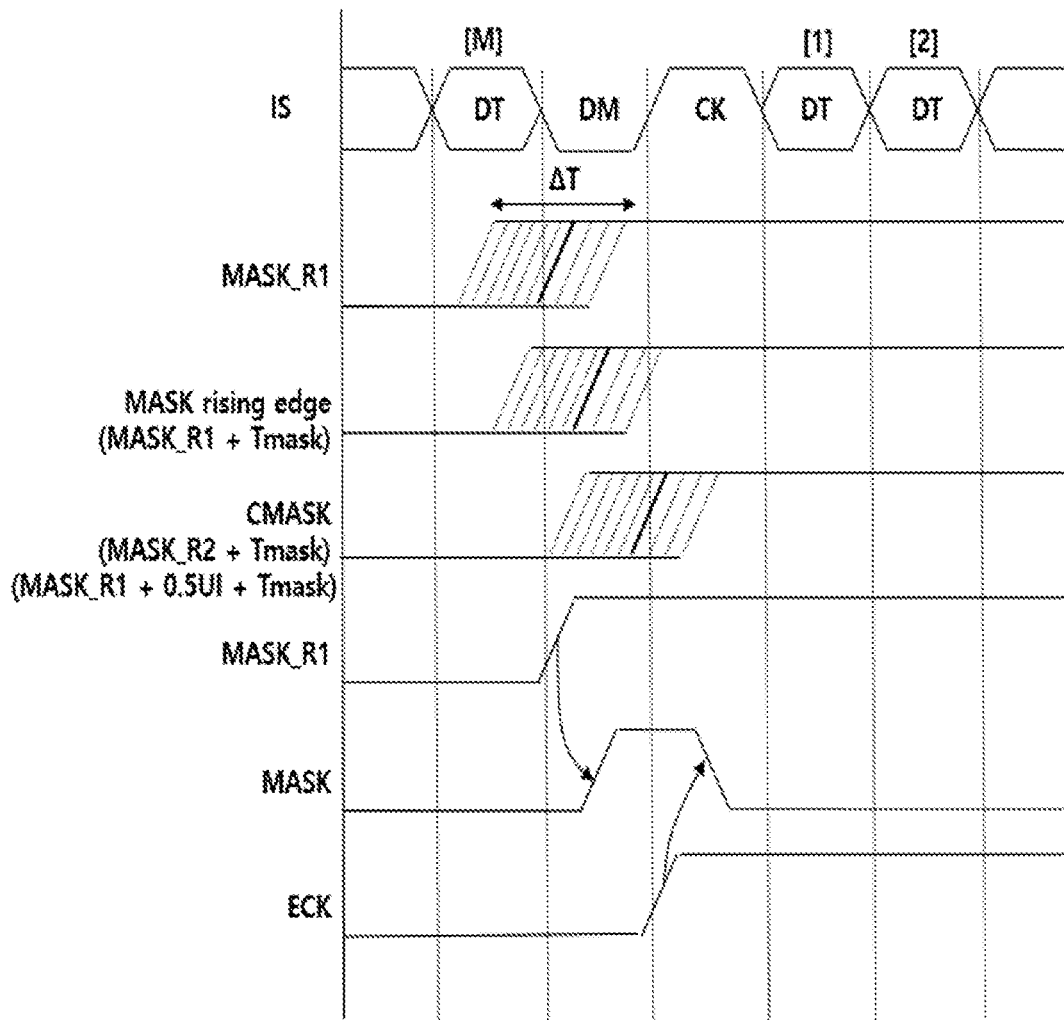 [M] [1] [2]
IS DT DM CK DT DT
ΔT
MASK_R1
MASK rising edge
(MASK_R1 + Tmask)
CMASK
(MASK_R2 + Tmask)
(MASK_R1 + 0.5UI + Tmask)
MASK_R1
MASK
ECK